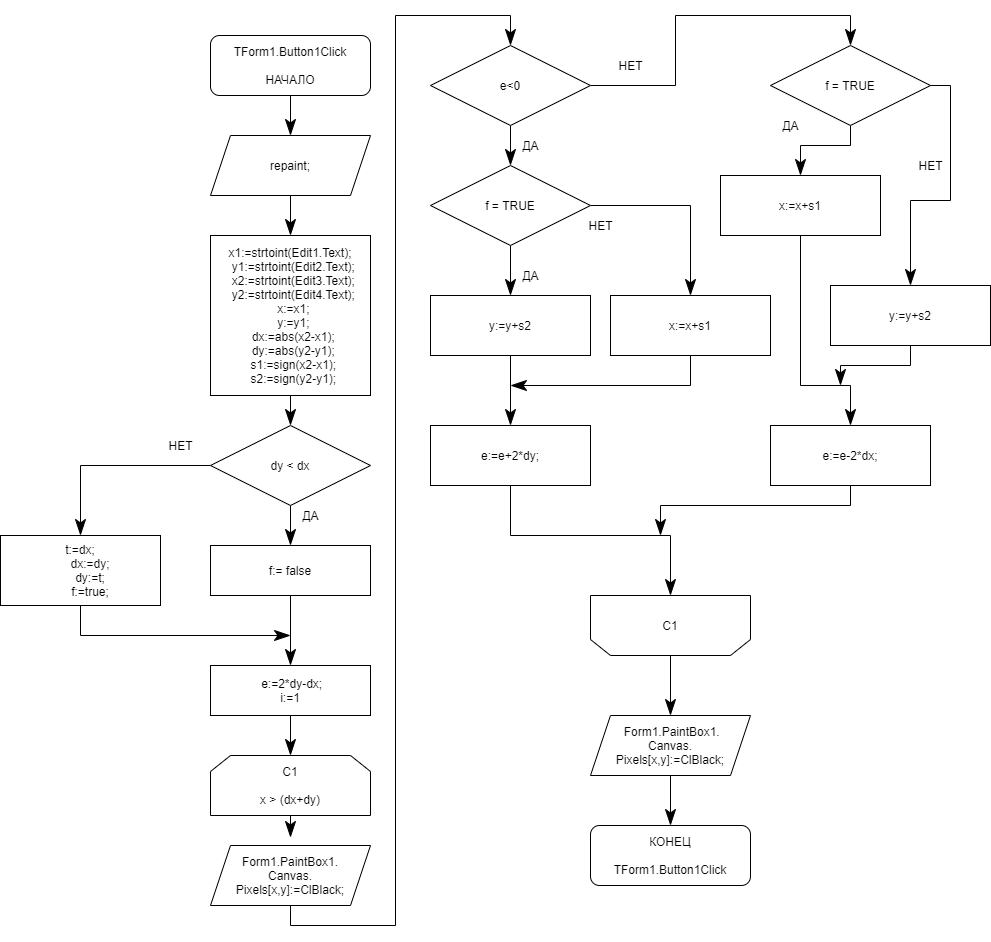 TForm1.Button1Click
НАЧАЛО
repaint;
x1:=strtoint(Edit1.Text);
y1:=strtoint(Edit2.Text);
x2:=strtoint(Edit3.Text);
y2:=strtoint(Edit4.Text);
x:=x1;
y:=y1;
dx:=abs(x2-x1);
dy:=abs(y2-y1);
s1:=sign(x2-x1);
s2:=sign(y2-y1);
dy < dx
НЕТ
ДА
t:=dx;
dx:=dy;
dy:=t;
f:=true;
f:= false
e:=2*dy-dx;
i:=1
C1
x > (dx+dy)
Form1.PaintBox1.
Canvas.
Pixels[x,y]:=ClBlack;
e<0
НЕТ
ДА
f = TRUE
НЕТ
ДА
y:=y+s2
x:=x+s1
e:=e+2*dy;
f = TRUE
ДА
НЕТ
x:=x+s1
y:=y+s2
e:=e-2*dx;
C1
Form1.PaintBox1.
Canvas.
Pixels[x,y]:=ClBlack;
КОНЕЦ
TForm1.Button1Click